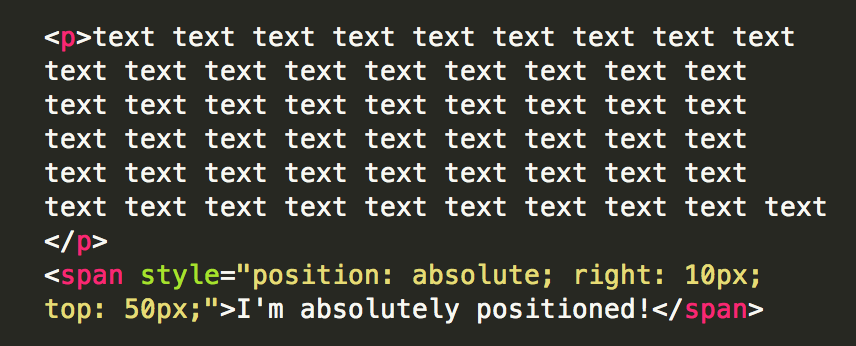 <p>text text text text text text text text text
text text text text text text text text text
text text text text text text text text text
text text text text text text text text text
text text text text text text text text text
text text text text text text text text text text
</p>
<span style="position: absolute; right: 10px;
top: 50px;">I'm absolutely positioned!</span>